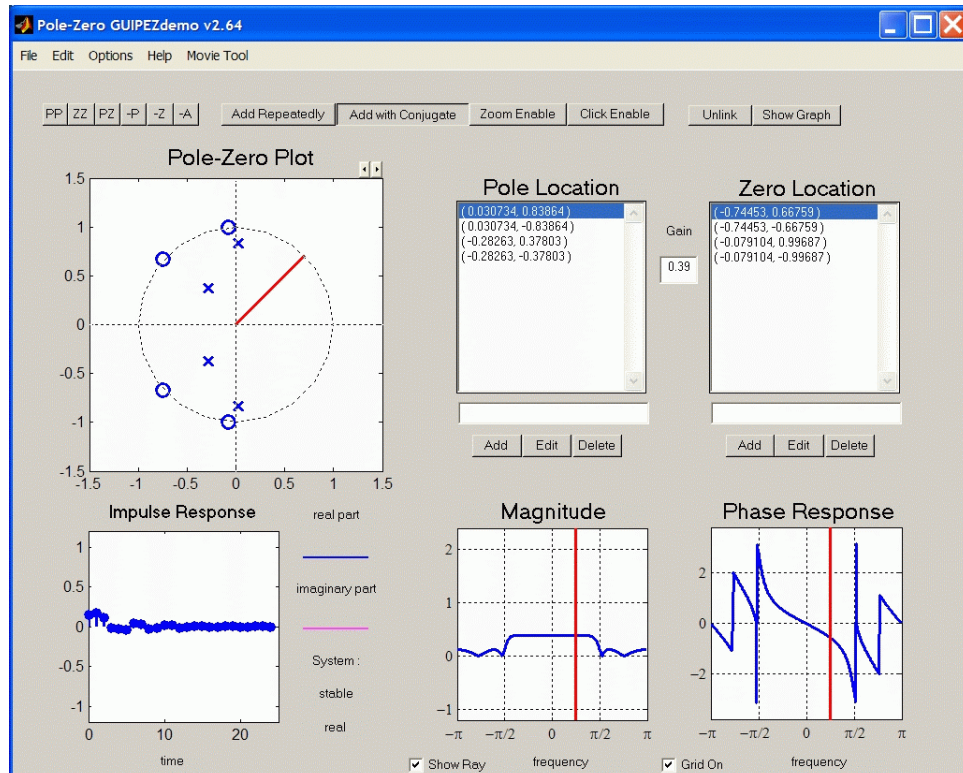 Pole-Zero GUIPEZdemo v2.64
File Edit Options Help Movie Tool
PP ZZ PZ -P -Z -A Add Repeatedly Add with Conjugate Zoom Enable Click Enable Unlink Show Graph
Pole-Zero Plot
1.5
1
0.5
0
-0.5
-1
-1.5
-1.5 -1 -0.5 0 0.5 1 1.5
Pole Location
( 0.030734, 0.83864 )
( 0.030734, -0.83864 )
( -0.28263, 0.37803 )
( -0.28263, -0.37803 )
Add Edit Delete
Gain
0.39
Zero Location
( -0.74453, 0.66759 )
( -0.74453, -0.66759 )
( -0.079104, 0.99687 )
( -0.079104, -0.99687 )
Add Edit Delete
Impulse Response
1
0.5
0
-0.5
-1
0 10 20
time
real part
imaginary part
System :
stable
real
Magnitude
2
1
0
-1
-π -π/2 0 π/2 π
Show Ray frequency
Phase Response
2
0
-2
-π -π/2 0 π/2 π
Grid On frequency